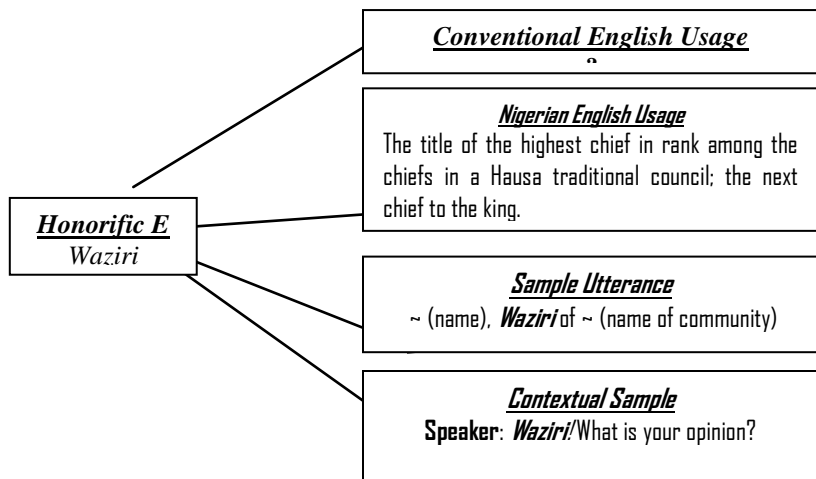 Conventional English Usage
Nigerian English Usage
The title of the highest chief in rank among the
chiefs in a Hausa traditional council; the next
chief to the king.
Honorific E
Waziri
Sample Utterance
~ (name), Waziri of ~ (name of community)
Contextual Sample
Speaker: Waziri! What is your opinion?